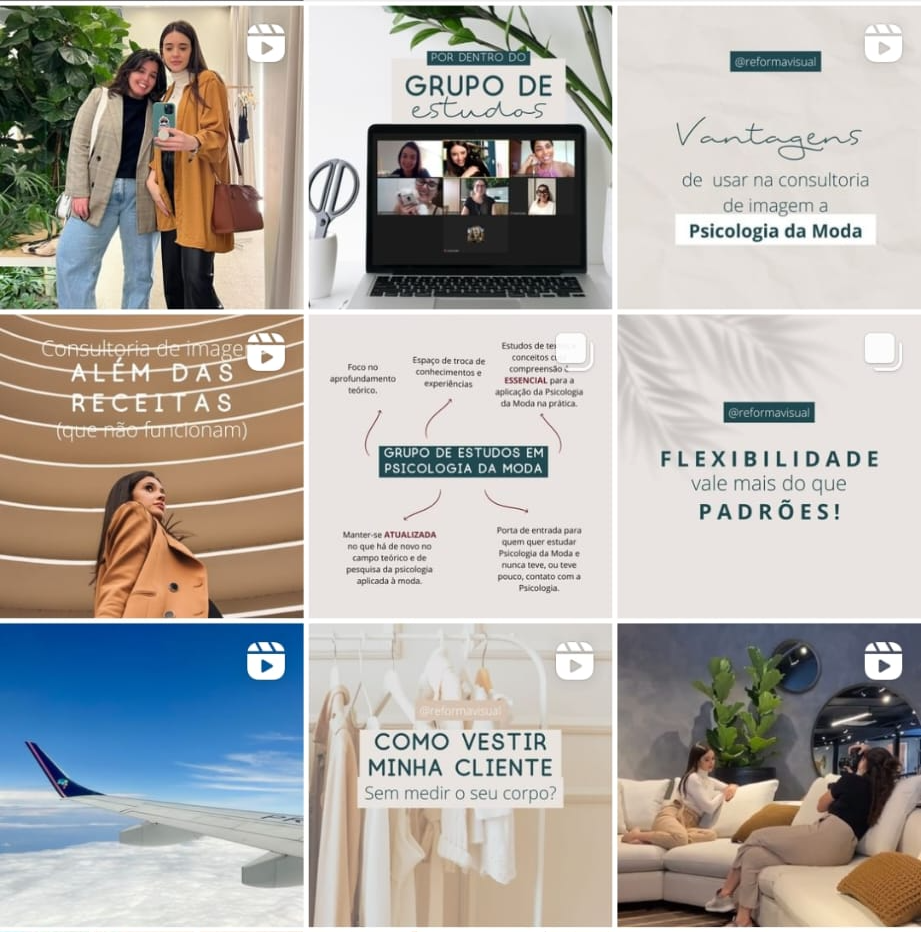 POR DENTRO DO
GRUPO DE
estudos
@reformavisual
Vantagens
de usar na consultoria
de imagem a
Psicologia da Moda
Consultoria de image
ALÉM DAS
RECEITAS
(que não funcionam)
Foco no
aprofundamento
teórico.
Espaço de troca de
conhecimentos e
experiências
Estudos de
conceitos
compreensão é
ESSENCIAL para a
aplicação da Psicologia
da Moda na prática.
GRUPO DE ESTUDOS EM
PSICOLOGIA DA MODA
Manter-se ATUALIZADA
no que há de novo no
campo teórico e de
pesquisa da psicologia
aplicada à moda.
Porta de entrada para
quem quer estudar
Psicologia da Moda e
nunca teve, ou teve
pouco, contato com a
Psicologia.
@reformavisual
FLEXIBILIDADE
vale mais do que
PADRÕES!
@reformavisual
COMO VESTIR
MINHA CLIENTE
Sem medir o seu corpo?